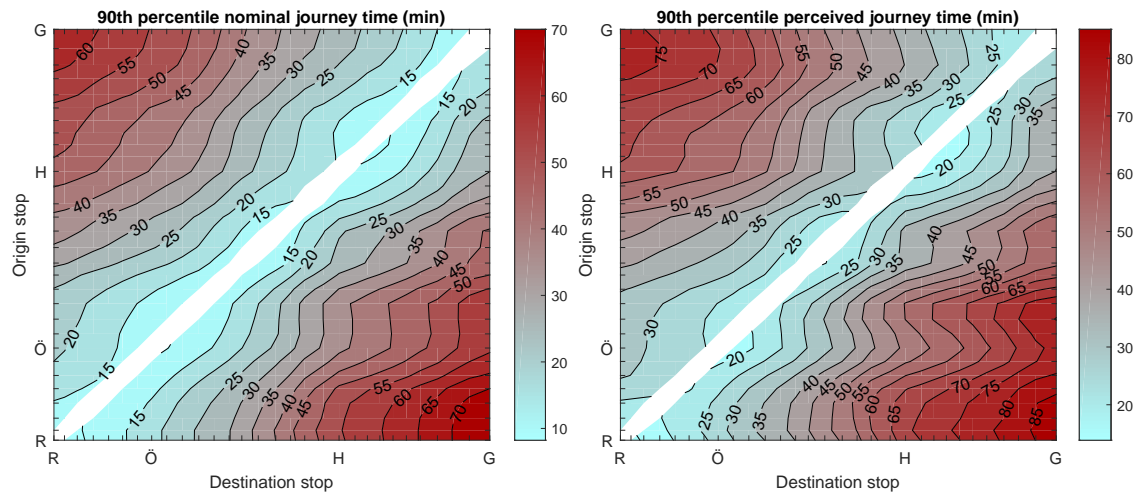 90th percentile nominal journey time (min)
G
H
Ö
R
Origin stop
R Ö H G
Destination stop
60 55 50 45 40 35 30 25 15 15 20
40 35 30 25 20 15
25 30 35 40 45 50
15 20
20 15 15
25 30 35 40 45 55 60 65 70
70
60
50
40
30
20
10
90th percentile perceived journey time (min)
G
H
Ö
R
Origin stop
R Ö H G
Destination stop
75 70 65 60 55 50 45 40 35 30 25 25 25 30 35
20
55 50 45 40 35 30 25
25 30 35 40 45 50 55 60 65
30 20
25 30 35 40 45 50 55 60 65 70 75 80 85
80
70
60
50
40
30
20